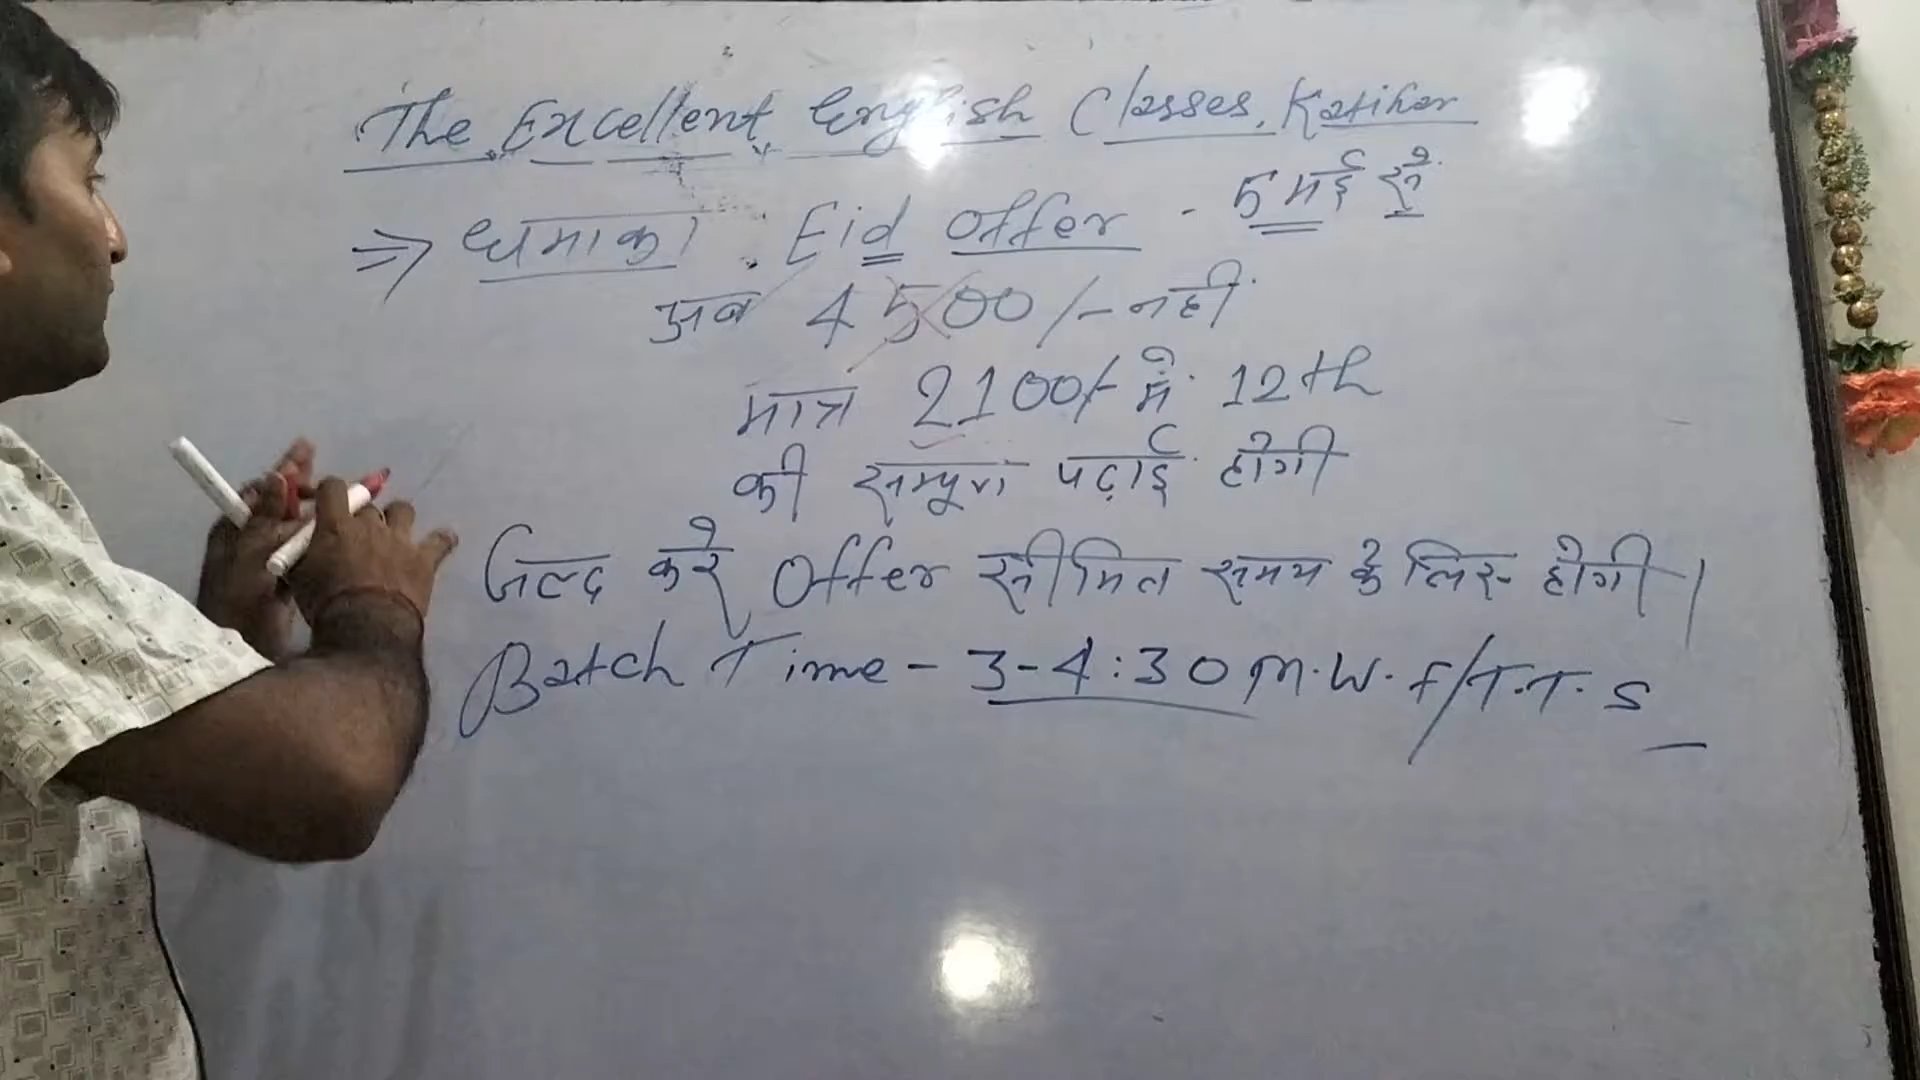 The Excellent English Classes, Katihar
⇒ धमाका Eid Offer - 5 मई से
अब 4500/- नहीं
मात्र 2100/- में 12th
की सम्पूर्ण पढ़ाई होगी
जल्द करे Offer सीमित समय के लिए होगी।
Batch Time - 3-4:30 M.W.F/T.T.S